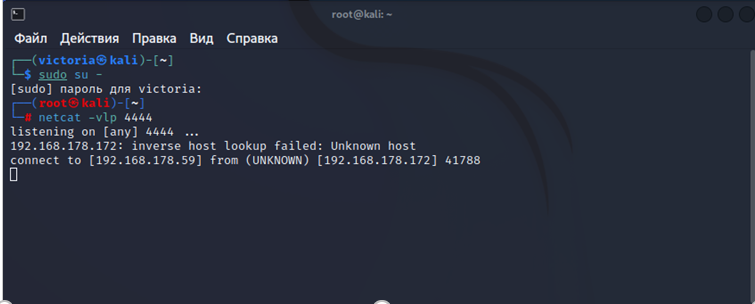 root@kali: ~
Файл Действия Правка Вид Справка
┌──(victoria㉿kali)-[~]
└─$ sudo su -
[sudo] пароль для victoria:
┌──(root㉿kali)-[~]
└─# netcat -vlp 4444
listening on [any] 4444 ...
192.168.178.172: inverse host lookup failed: Unknown host
connect to [192.168.178.59] from (UNKNOWN) [192.168.178.172] 41788